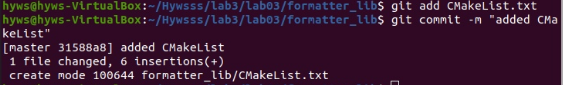 hyws@hyws-VirtualBox:~/Hywsss/lab3/lab03/formatter_lib$ git add CMakeList.txt
hyws@hyws-VirtualBox:~/Hywsss/lab3/lab03/formatter_lib$ git commit -m "added CMa
keList"
[master 31588a8] added CMakeList
 1 file changed, 6 insertions(+)
 create mode 100644 formatter_lib/CMakeList.txt